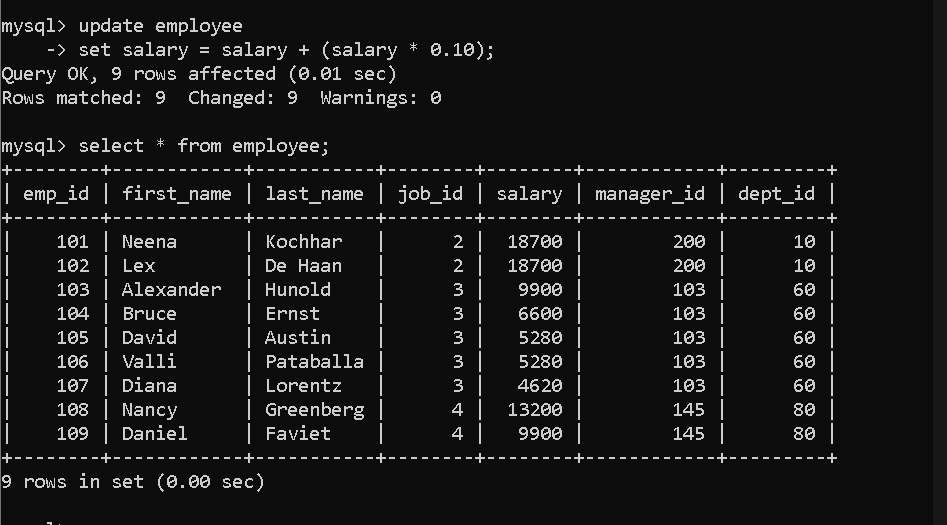 mysql> update employee
    -> set salary = salary + (salary * 0.10);
Query OK, 9 rows affected (0.01 sec)
Rows matched: 9  Changed: 9  Warnings: 0

mysql> select * from employee;
+--------+------------+-----------+--------+--------+------------+---------+
| emp_id | first_name | last_name | job_id | salary | manager_id | dept_id |
+--------+------------+-----------+--------+--------+------------+---------+
|    101 | Neena      | Kochhar   |      2 |  18700 |        200 |      10 |
|    102 | Lex        | De Haan   |      2 |  18700 |        200 |      10 |
|    103 | Alexander  | Hunold    |      3 |   9900 |        103 |      60 |
|    104 | Bruce      | Ernst     |      3 |   6600 |        103 |      60 |
|    105 | David      | Austin    |      3 |   5280 |        103 |      60 |
|    106 | Valli      | Pataballa |      3 |   5280 |        103 |      60 |
|    107 | Diana      | Lorentz   |      3 |   4620 |        103 |      60 |
|    108 | Nancy      | Greenberg |      4 |  13200 |        145 |      80 |
|    109 | Daniel     | Faviet    |      4 |   9900 |        145 |      80 |
+--------+------------+-----------+--------+--------+------------+---------+
9 rows in set (0.00 sec)